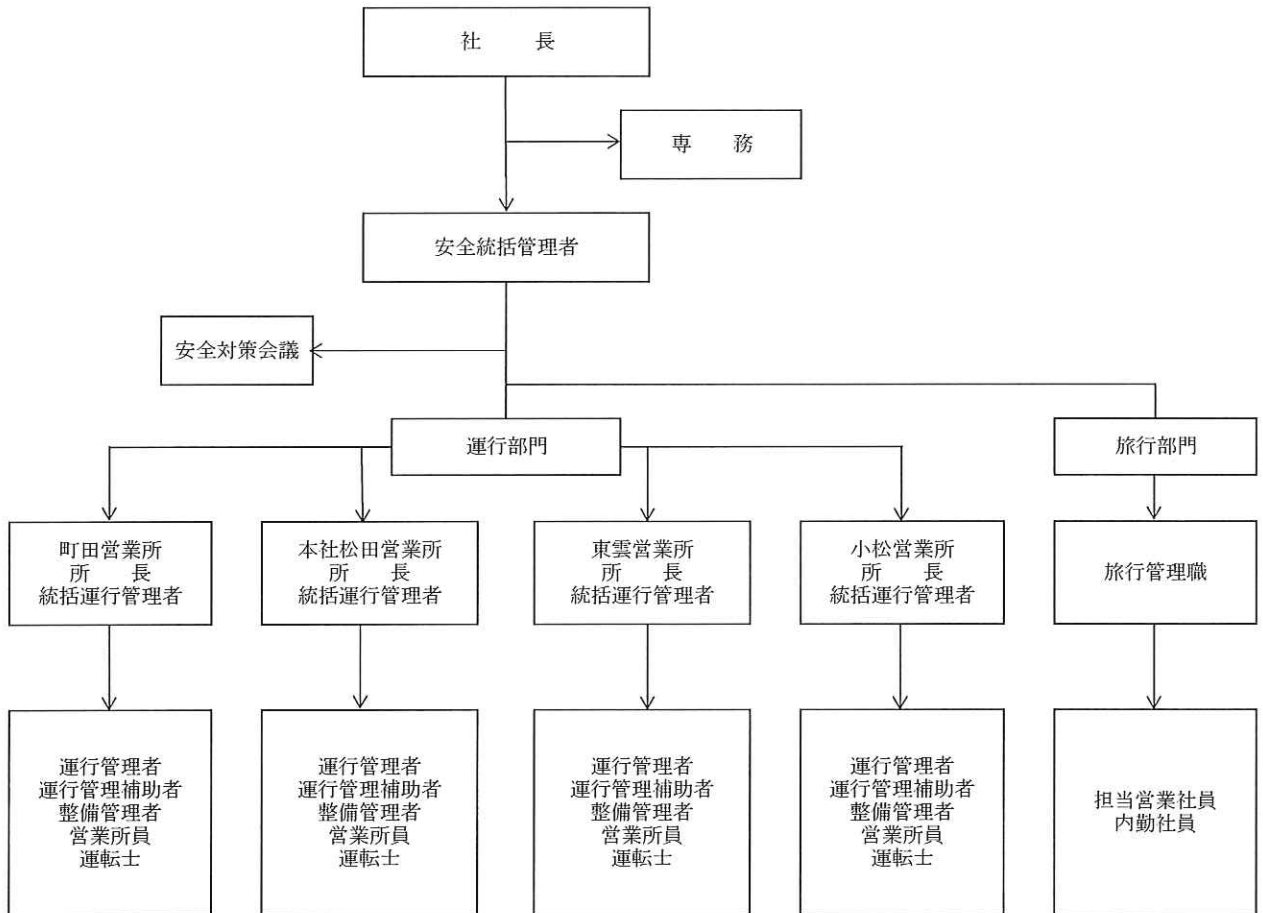 社　　長
専　　務
安全統括管理者
安全対策会議
運行部門
旅行部門
町田営業所
所　　長
統括運行管理者
本社松田営業所
所　　長
統括運行管理者
東雲営業所
所　　長
統括運行管理者
小松営業所
所　　長
統括運行管理者
旅行管理職
運行管理者
運行管理補助者
整備管理者
営業所員
運転士
運行管理者
運行管理補助者
整備管理者
営業所員
運転士
運行管理者
運行管理補助者
整備管理者
営業所員
運転士
運行管理者
運行管理補助者
整備管理者
営業所員
運転士
担当営業社員
内勤社員